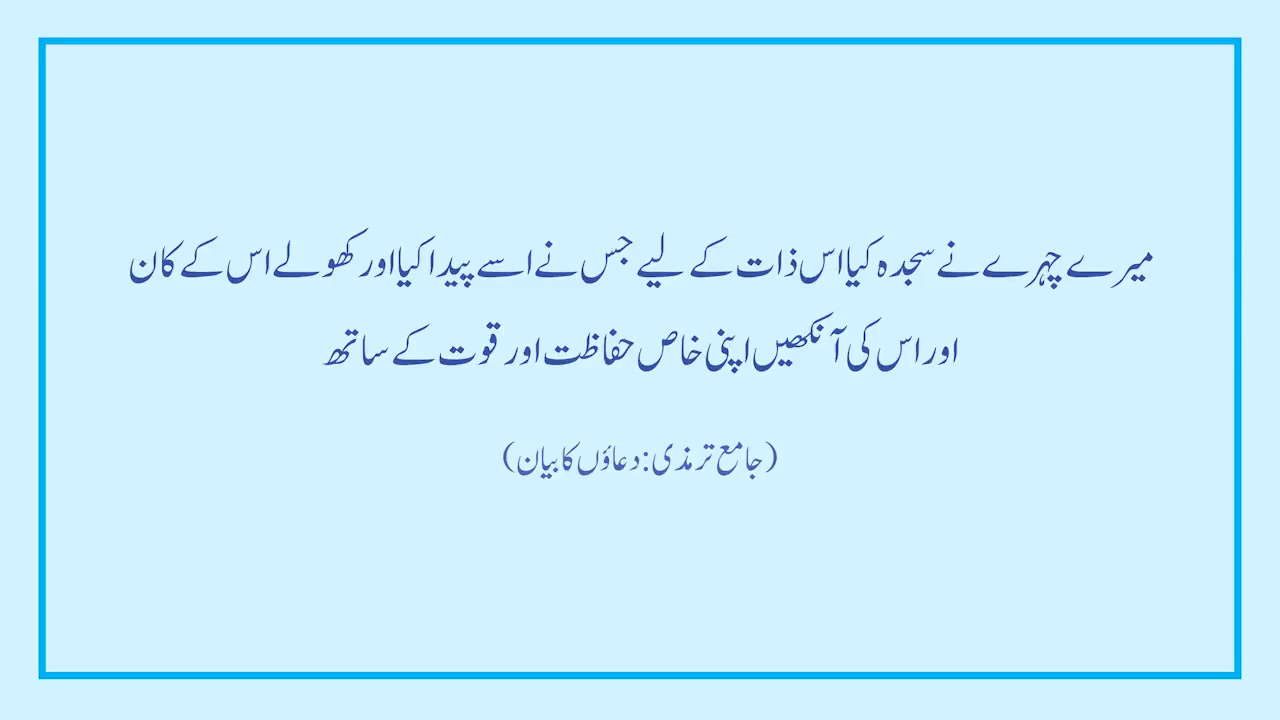 میرے چہرے نے سجدہ کیا اس ذات کے لیے جس نے اسے پیدا کیا اور کھولے اس کے کان
اور اس کی آنکھیں اپنی خاص حفاظت اور قوت کے ساتھ
(جامع ترمذی: دعاؤں کا بیان)